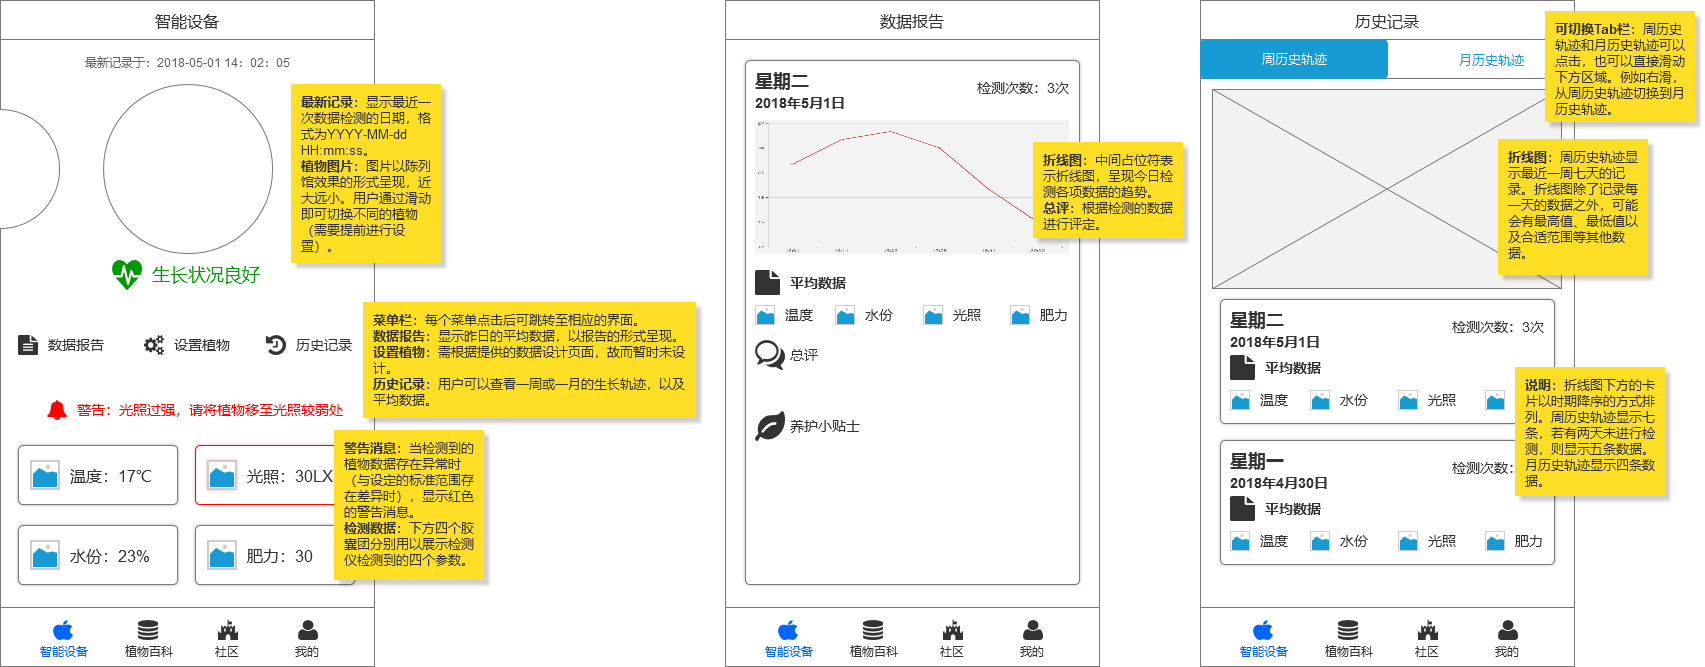 智能设备
最新记录于：2018-05-01 14：02：05
最新记录：显示最近一
次数据检测的日期，格
式为YYYY-MM-dd
HH:mm:ss。
植物图片：图片以陈列
馆效果的形式呈现，近
大远小。用户通过滑动
即可切换不同的植物
（需要提前进行设
置）。
生长状况良好
数据报告
设置植物
历史记录
菜单栏：每个菜单点击后可跳转至相应的界面。
数据报告：显示昨日的平均数据，以报告的形式呈现。
设置植物：需根据提供的数据设计页面，故而暂时未设
计。
历史记录：用户可以查看一周或一月的生长轨迹，以及
平均数据。
警告：光照过强，请将植物移至光照较弱处
温度：17℃
光照：30LX
水份：23%
肥力：30
警告消息：当检测到的
植物数据存在异常时
（与设定的标准范围存
在差异时），显示红色
的警告消息。
检测数据：下方四个胶
囊团分别用以展示检测
仪检测到的四个参数。
智能设备
植物百科
社区
我的
数据报告
星期二
2018年5月1日
检测次数：3次
折线图：中间占位符表
示折线图，呈现今日检
测各项数据的趋势。
总评：根据检测的数据
进行评定。
平均数据
温度
水份
光照
肥力
总评
养护小贴士
智能设备
植物百科
社区
我的
历史记录
周历史轨迹
月历史轨迹
可切换Tab栏：周历史
轨迹和月历史轨迹可以
点击，也可以直接滑动
下方区域。例如右滑，
从周历史轨迹切换到月
历史轨迹。
折线图：周历史轨迹显
示最近一周七天的记
录。折线图除了记录每
一天的数据之外，可能
会有最高值、最低值以
及合适范围等其他数
据。
星期二
2018年5月1日
检测次数：3次
平均数据
温度
水份
光照
说明：折线图下方的卡
片以时期降序的方式排
列。周历史轨迹显示七
条，若有两天未进行检
测，则显示五条数据。
月历史轨迹显示四条数
据。
星期一
2018年4月30日
检测次数：
平均数据
温度
水份
光照
肥力
智能设备
植物百科
社区
我的